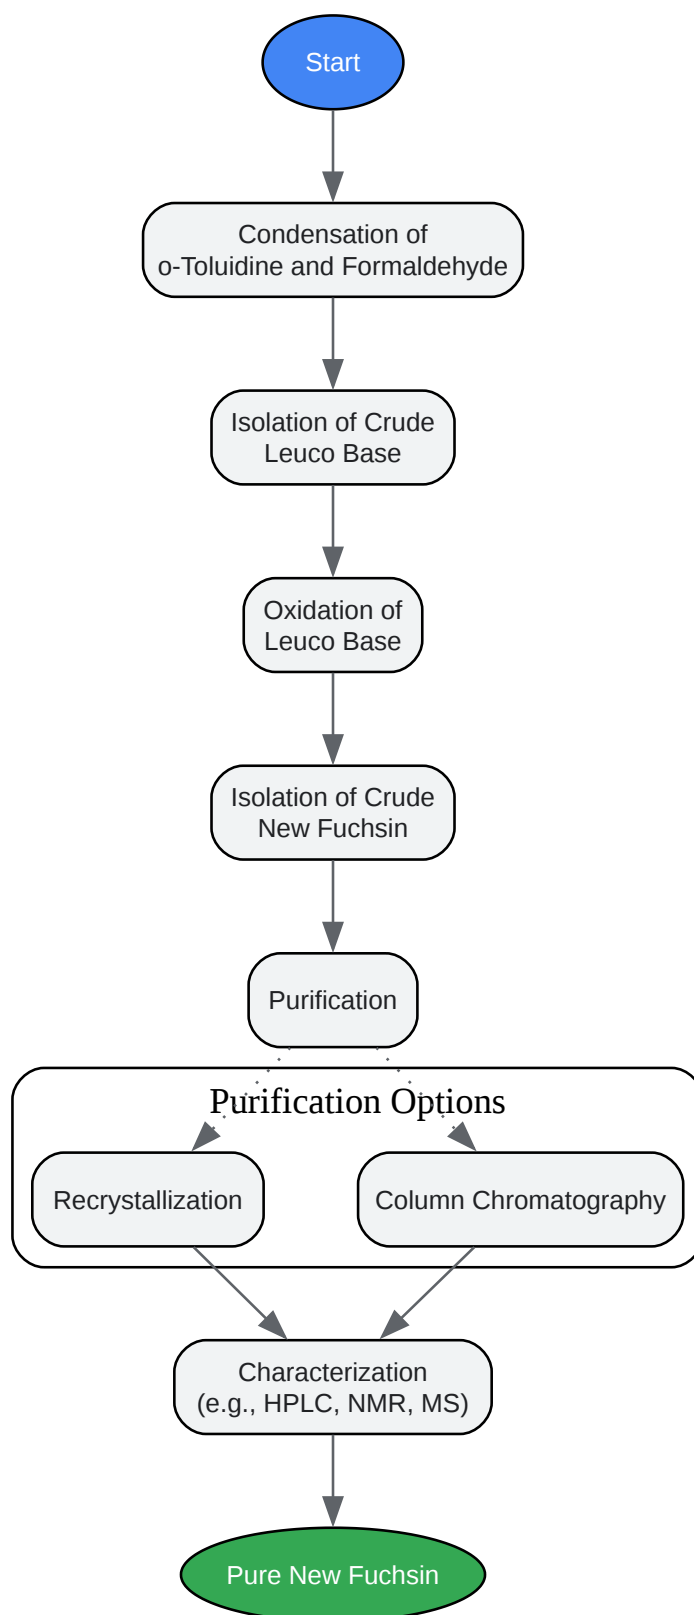 Start
Condensation of
o-Toluidine and Formaldehyde
Isolation of Crude
Leuco Base
Oxidation of
Leuco Base
Isolation of Crude
New Fuchsin
Purification
Purification Options
Recrystallization
Column Chromatography
Characterization
(e.g., HPLC, NMR, MS)
Pure New Fuchsin